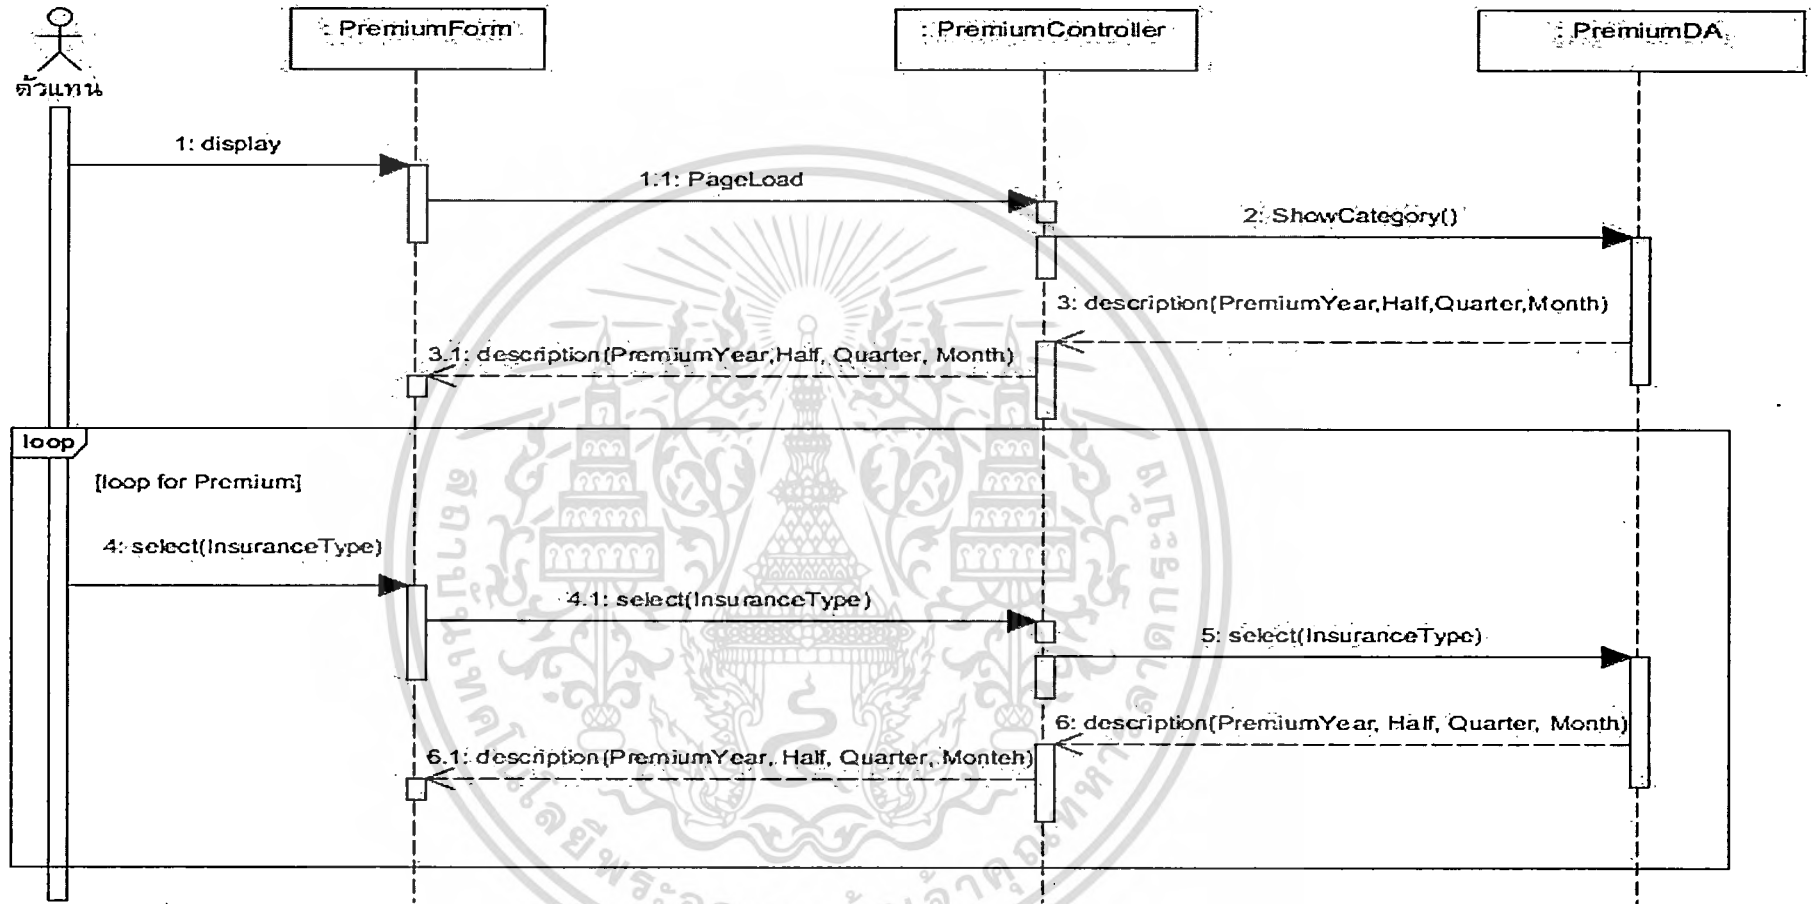 : PremiumForm
: PremiumController
: PremiumDA
ตัวแทน
1: display
1.1: PageLoad
2: ShowCategory()
3: description(PremiumYear,Half,Quarter,Month)
3.1: description(PremiumYear,Half, Quarter, Month)
loop
[loop for Premium]
4: select(InsuranceType)
4.1: select(InsuranceType)
5: select(InsuranceType)
6: description(PremiumYear, Half, Quarter, Month)
6.1: description(PremiumYear, Half, Quarter, Monteh)